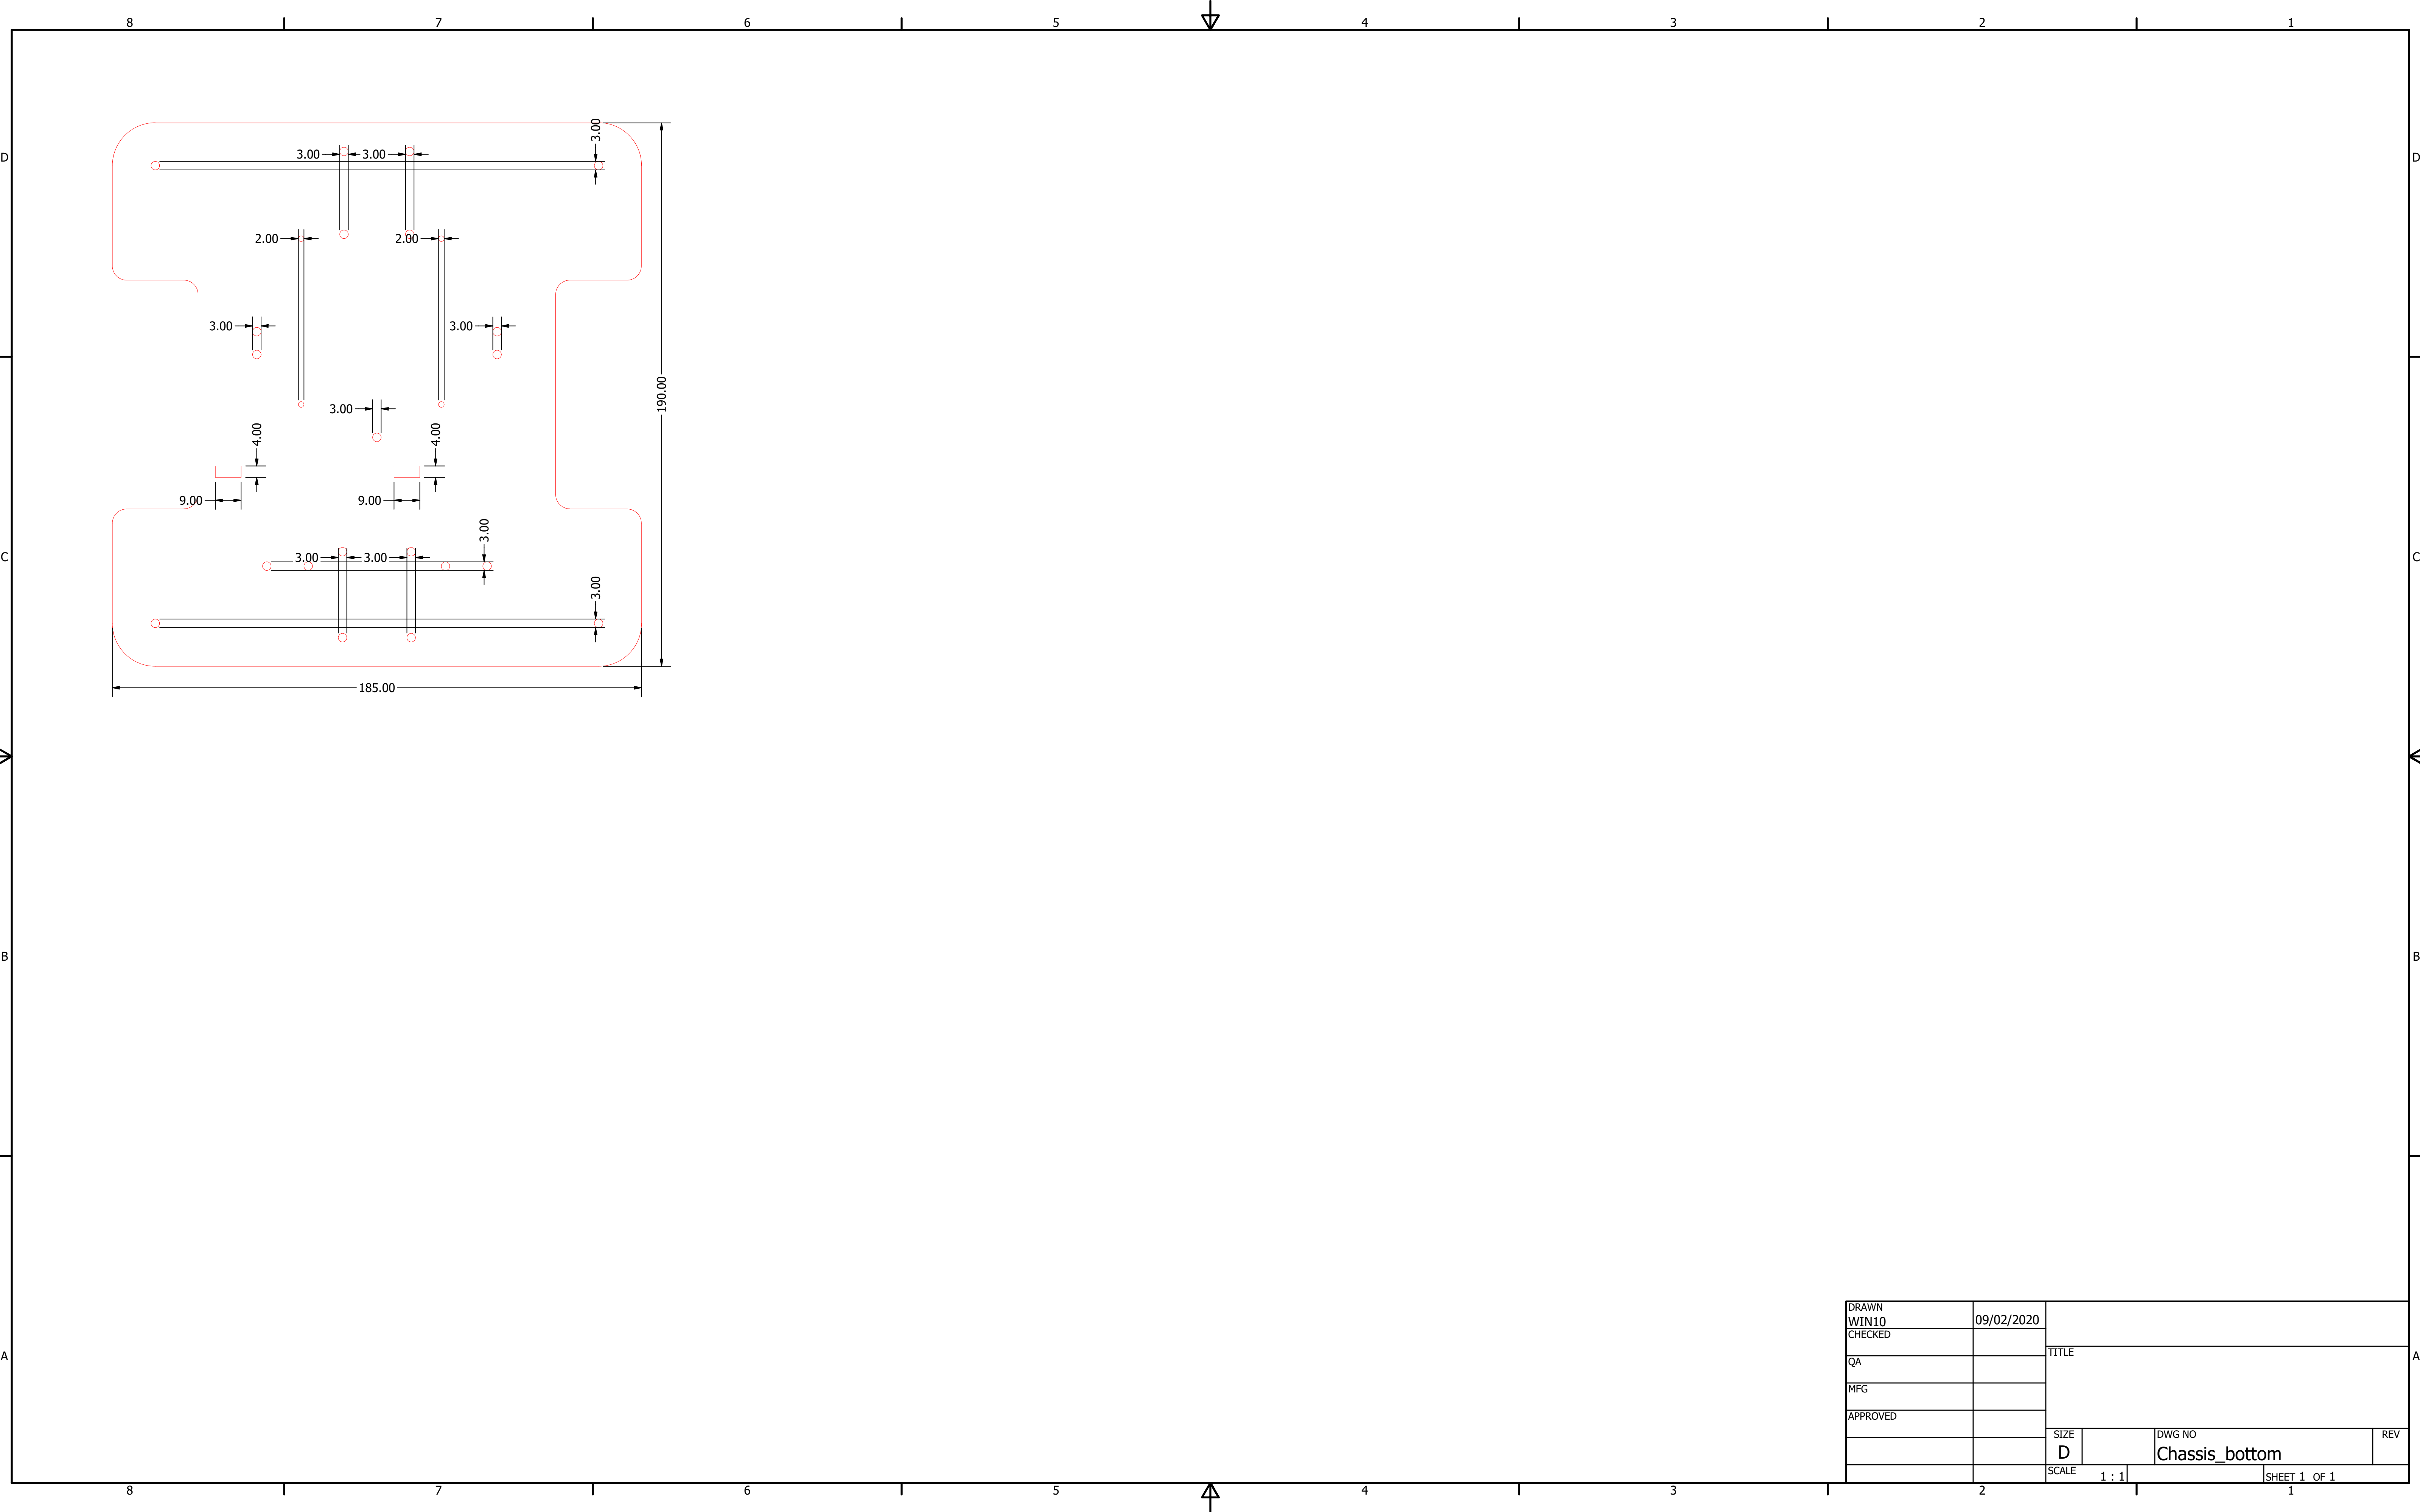 8 7 6 5 4 3 2 1
D D
3.00
3.00 3.00
2.00 2.00
3.00 3.00
190.00
3.00
4.00 4.00
9.00 9.00
3.00
C C
3.00 3.00
3.00
185.00
B B
A A
DRAWN
WIN10 09/02/2020
CHECKED
TITLE
QA
MFG
APPROVED
SIZE DWG NO REV
D Chassis_bottom
SCALE 1 : 1 SHEET 1 OF 1
8 7 6 5 4 3 2 1